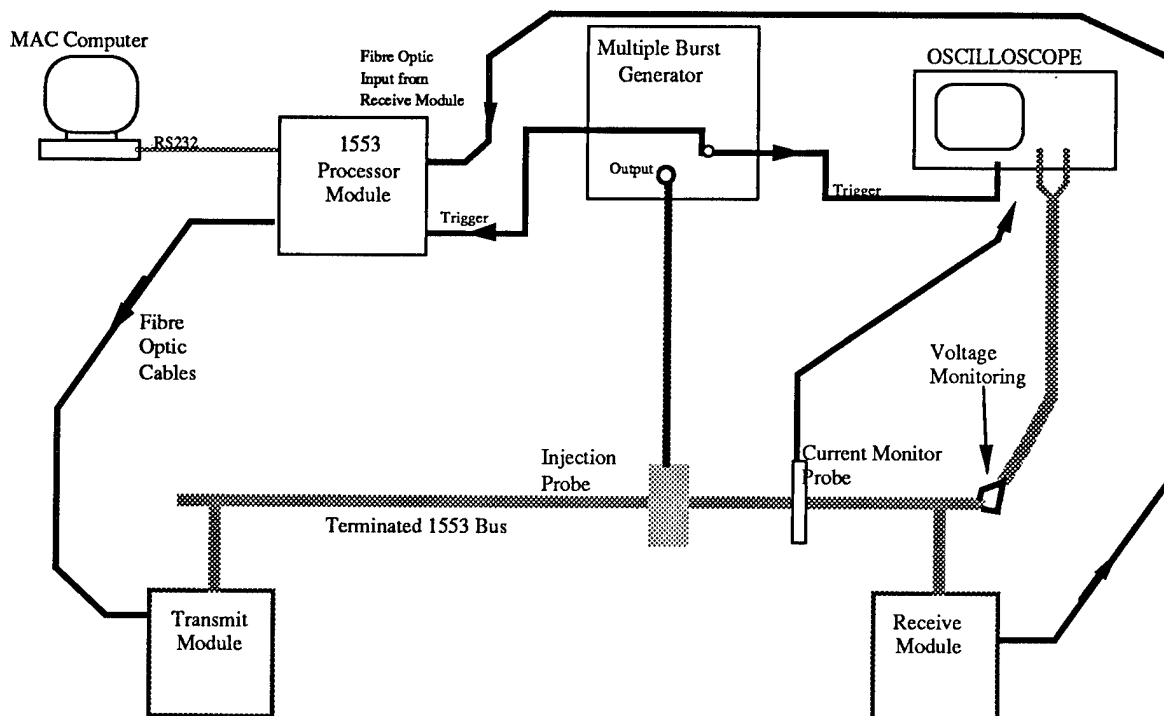 MAC Computer
RS232
Fibre Optic
Input from
Receive Module
1553
Processor
Module
Trigger
Multiple Burst
Generator
Output
Trigger
OSCILLOSCOPE
Fibre
Optic
Cables
Voltage
Monitoring
Injection
Probe
Current Monitor
Probe
Terminated 1553 Bus
Transmit
Module
Receive
Module